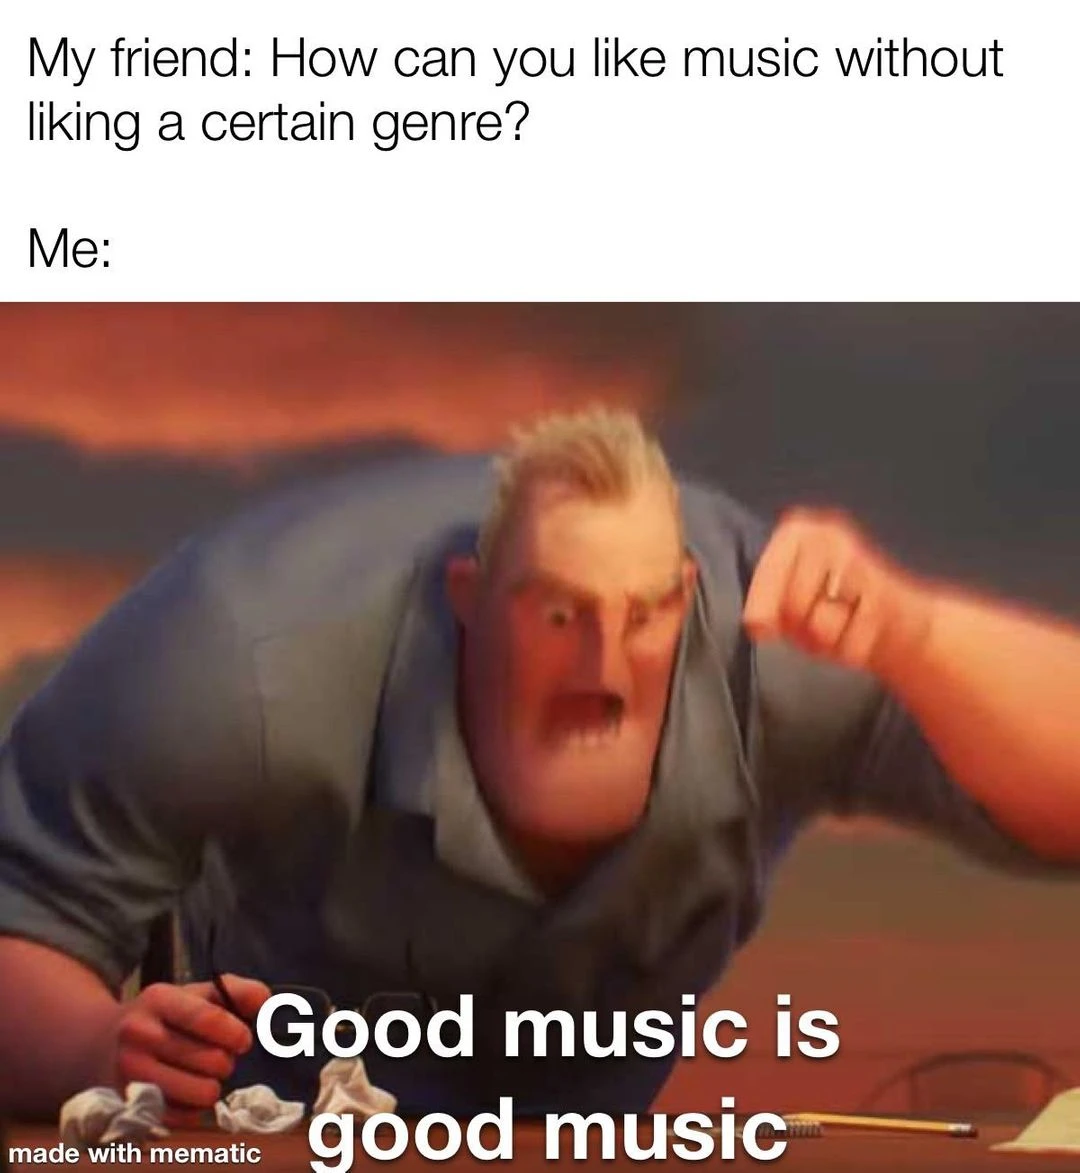 My friend: How can you like music without
liking a certain genre?
Me:
Good music is
good music
made with mematic